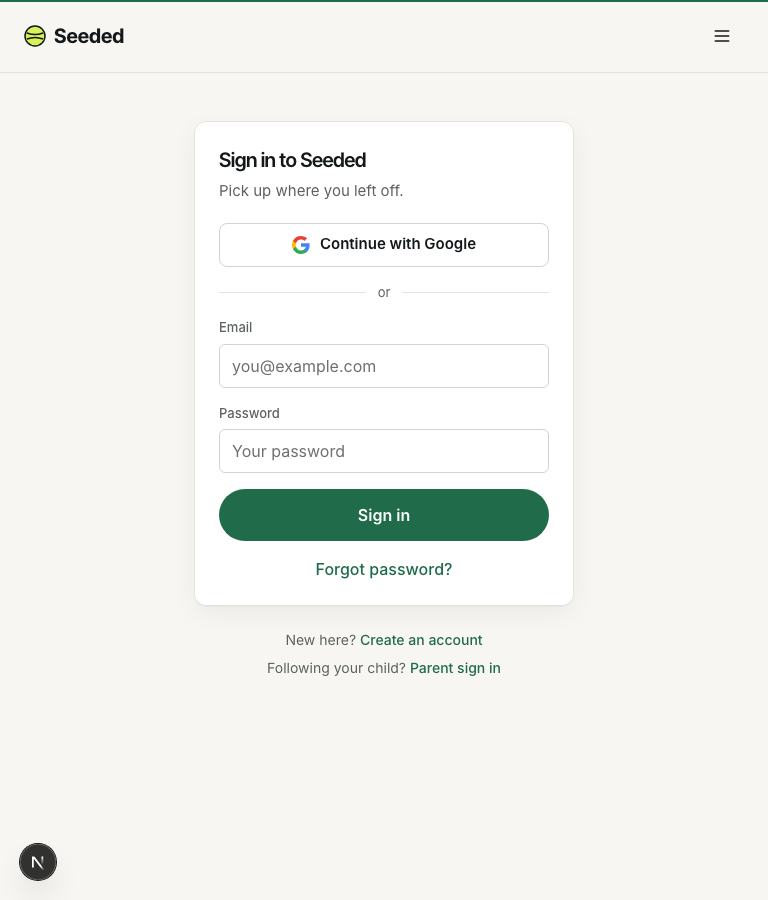 Seeded
Sign in to Seeded
Pick up where you left off.
Continue with Google
or
Email
you@example.com
Password
Your password
Sign in
Forgot password?
New here? Create an account
Following your child? Parent sign in
N